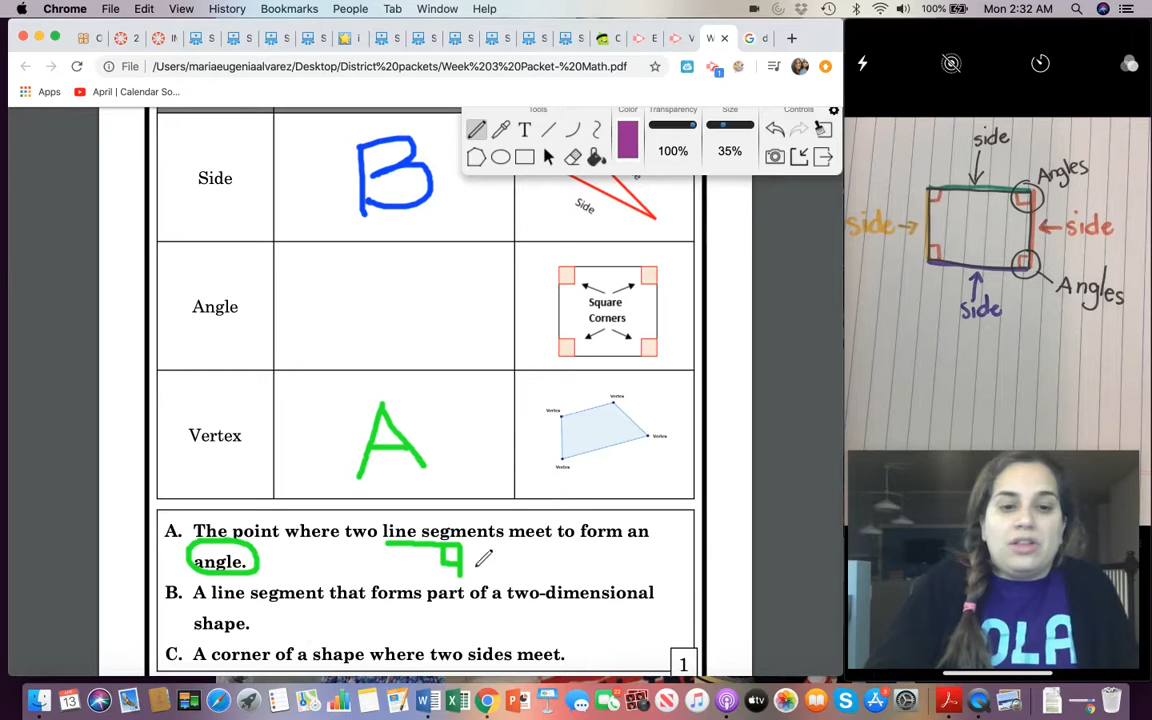 Chrome File Edit View History Bookmarks People Tab Window Help 100% Mon 2:32 AM
File /Users/mariaeugeniaalvarez/Desktop/District%20packets/Week%203%20Packet-%20Math.pdf
Apps April | Calendar So...
Tools Color Transparency Size Controls
100% 35%
Side B Side
Angle Square
Corners
Vertex A Vertex
Vertex
Vertex
Vertex
A. The point where two line segments meet to form an
angle.
B. A line segment that forms part of a two-dimensional
shape.
C. A corner of a shape where two sides meet.
1
side
Angles
side
side
Angles
side
OLA